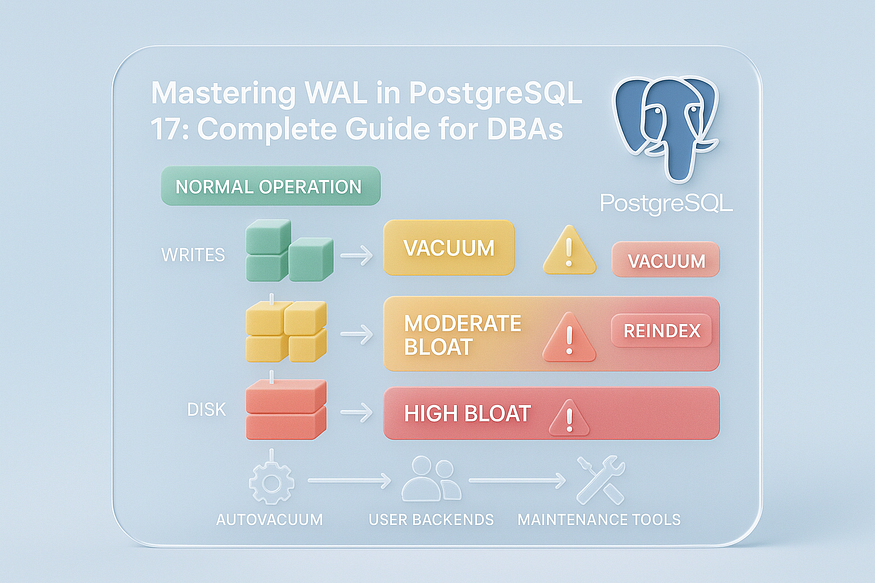 Mastering WAL in PostgreSQL
17: Complete Guide for DBAs
PostgreSQL
NORMAL OPERATION
WRITES
VACUUM
VACUUM
MODERATE
BLOAT
REINDEX
DISK
HIGH BLOAT
AUTOVACUUM
USER BACKENDS
MAINTENANCE TOOLS